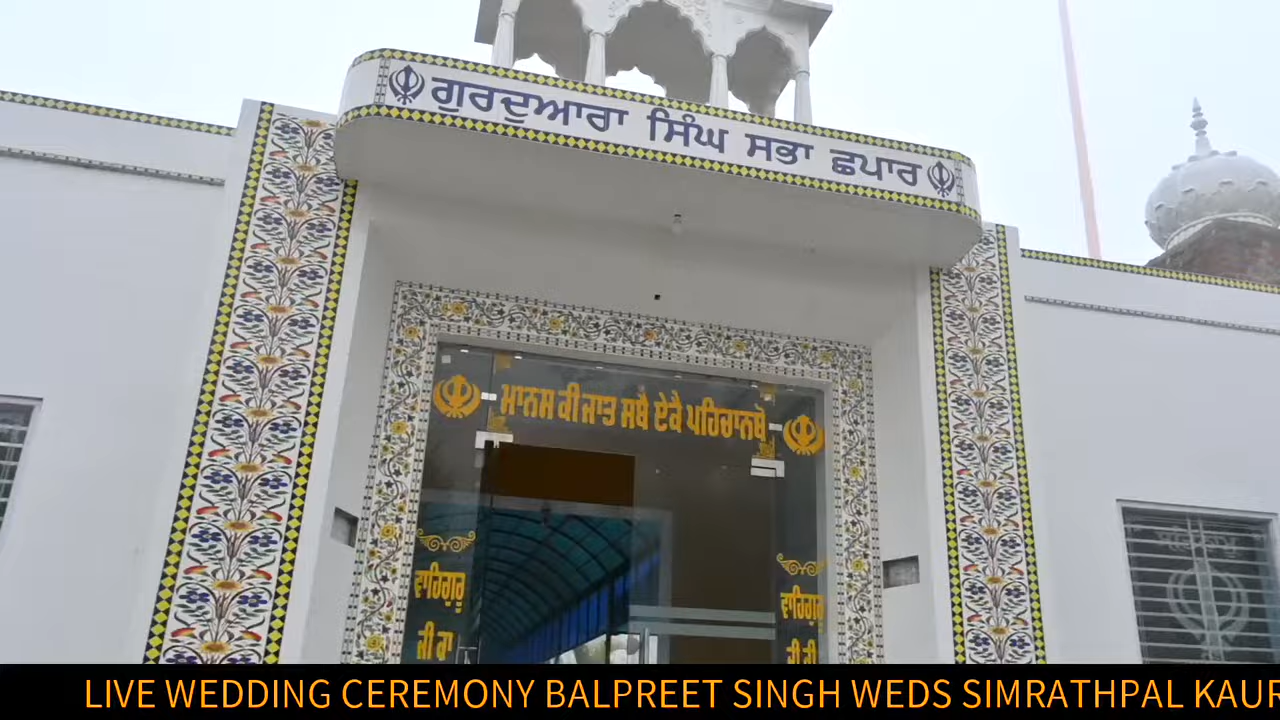 ਗੁਰਦੁਆਰਾ ਸਿੰਘ ਸਭਾ ਛਪਾਰ
ਮਾਨਸ ਕੀ ਜਾਤ ਸਬੈ ਏਕੈ ਪਹਿਚਾਨਬੋ
ਵਾਹਿਗੁਰੂ
ਜੀ ਕਾ
ਵਾਹਿਗੁਰੂ
ਜੀ ਕੀ
LIVE WEDDING CEREMONY BALPREET SINGH WEDS SIMRATHPAL KAUR